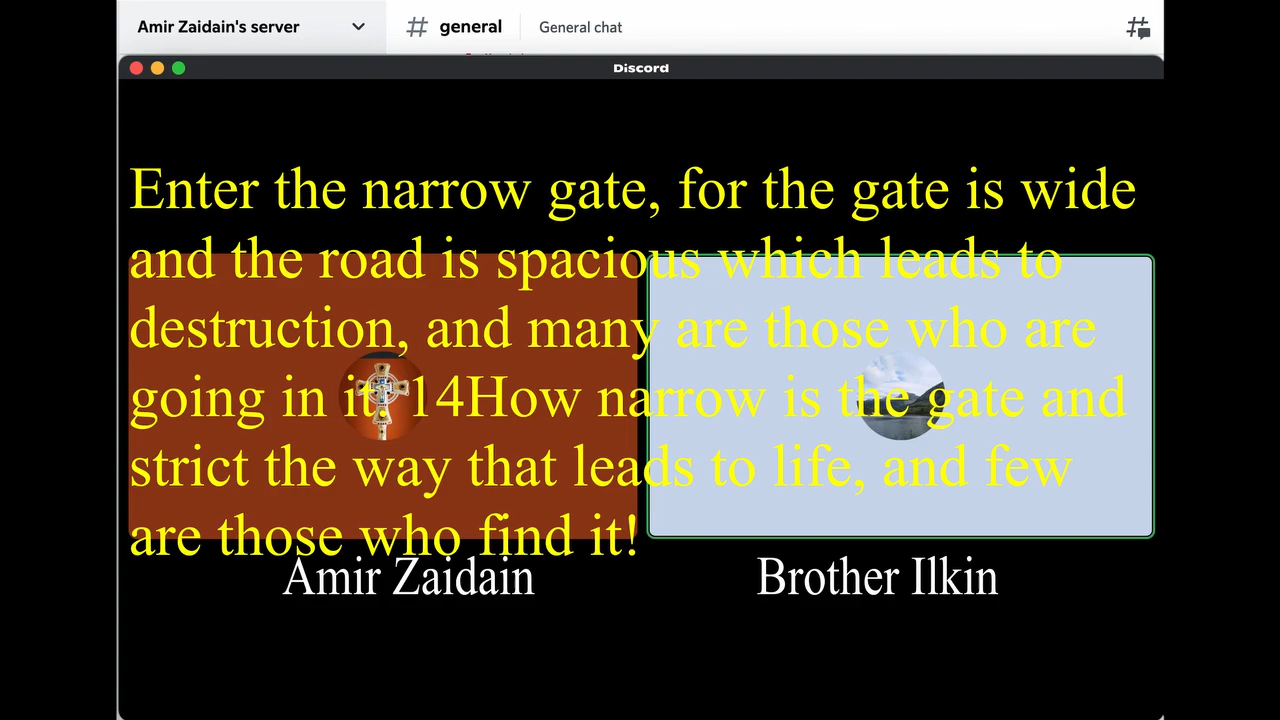 Amir Zaidain's server # general General chat
Discord
Enter the narrow gate, for the gate is wide
and the road is spacious which leads to
destruction, and many are those who are
going in it. 14How narrow is the gate and
strict the way that leads to life, and few
are those who find it!
Amir Zaidain Brother Ilkin